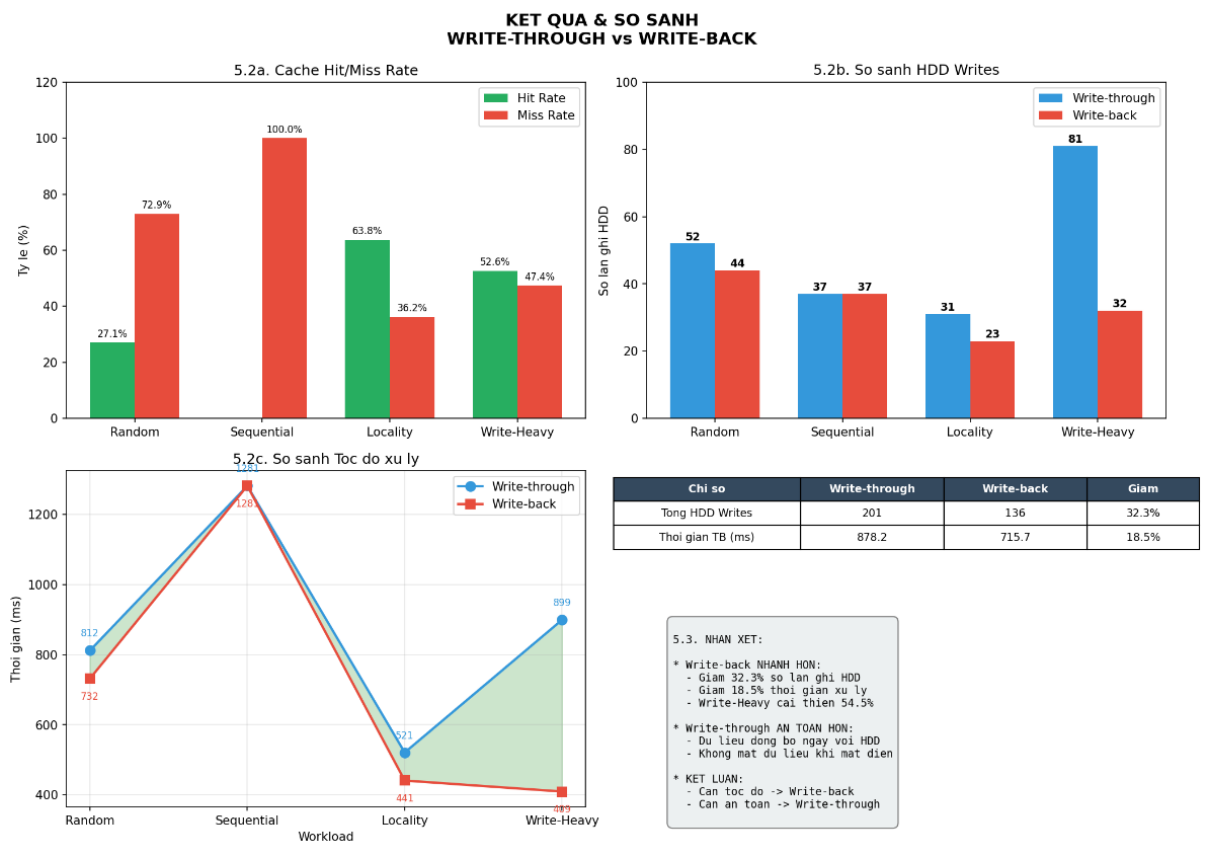 KET QUA & SO SANH
WRITE-THROUGH vs WRITE-BACK
5.2a. Cache Hit/Miss Rate
Hit Rate
Miss Rate
Ty le (%)
120
100
80
60
40
20
0
27.1%
72.9%
100.0%
63.8%
36.2%
52.6%
47.4%
Random
Sequential
Locality
Write-Heavy
5.2b. So sanh HDD Writes
Write-through
Write-back
So lan ghi HDD
100
80
60
40
20
0
52
44
37
37
31
23
81
32
Random
Sequential
Locality
Write-Heavy
5.2c. So sanh Toc do xu ly
Write-through
Write-back
Thoi gian (ms)
1200
1000
800
600
400
812
732
1281
1281
521
441
899
409
Random
Sequential
Locality
Write-Heavy
Workload
Chi so Write-through Write-back Giam
Tong HDD Writes 201 136 32.3%
Thoi gian TB (ms) 878.2 715.7 18.5%
5.3. NHAN XET:
* Write-back NHANH HON:
- Giam 32.3% so lan ghi HDD
- Giam 18.5% thoi gian xu ly
- Write-Heavy cai thien 54.5%
* Write-through AN TOAN HON:
- Du lieu dong bo ngay voi HDD
- Khong mat du lieu khi mat dien
* KET LUAN:
- Can toc do -> Write-back
- Can an toan -> Write-through